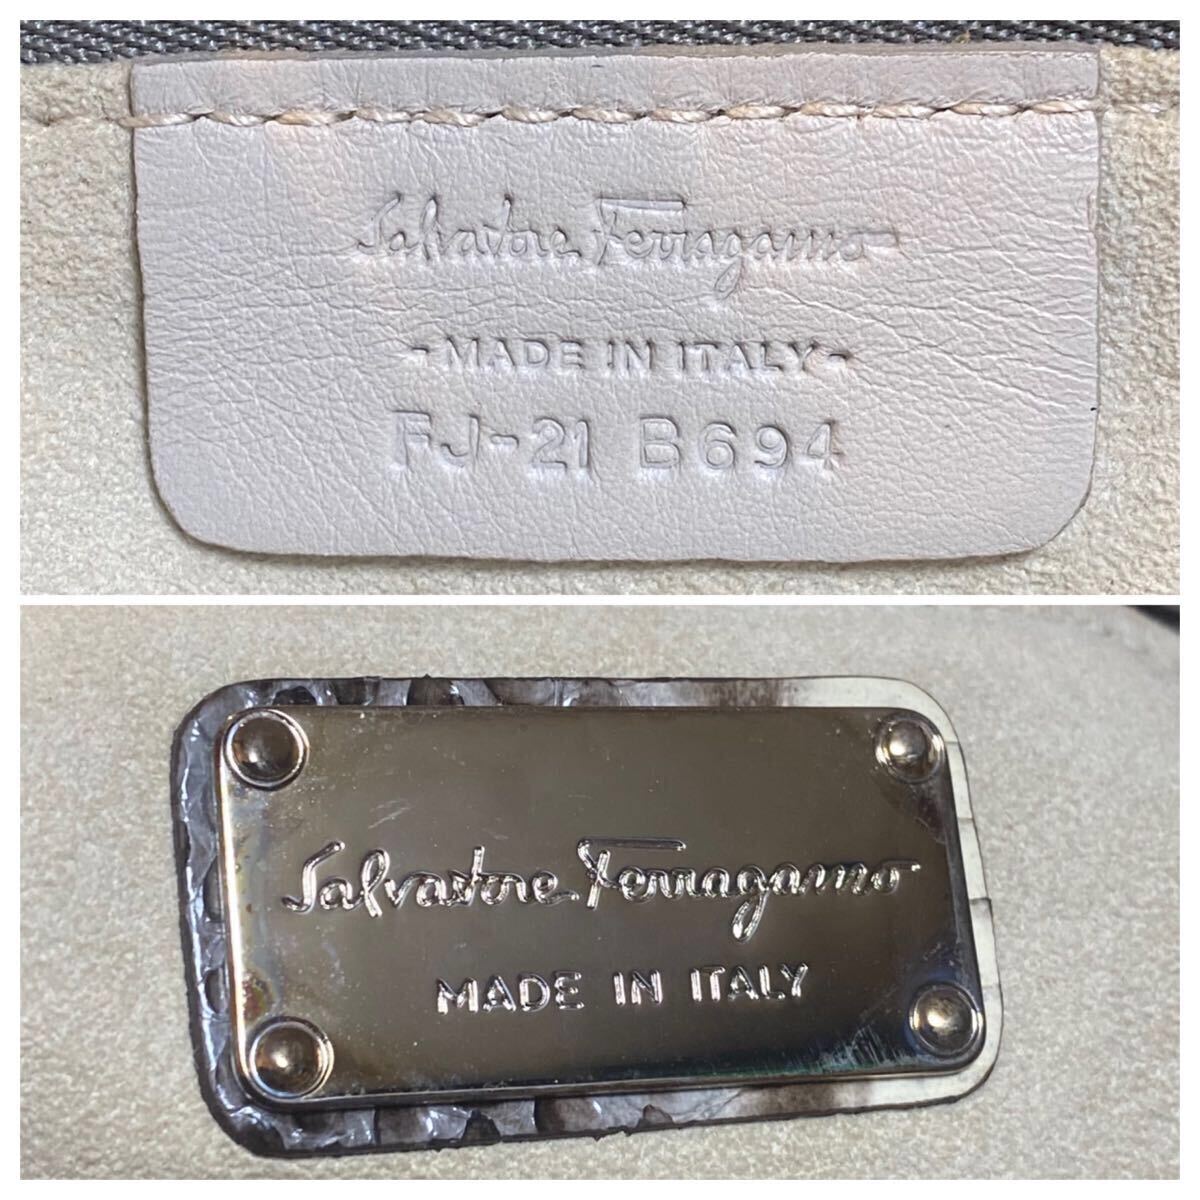 Salvatore Ferragamo
-MADE IN ITALY-
FJ-21 B694
Salvatore Ferragamo
MADE IN ITALY